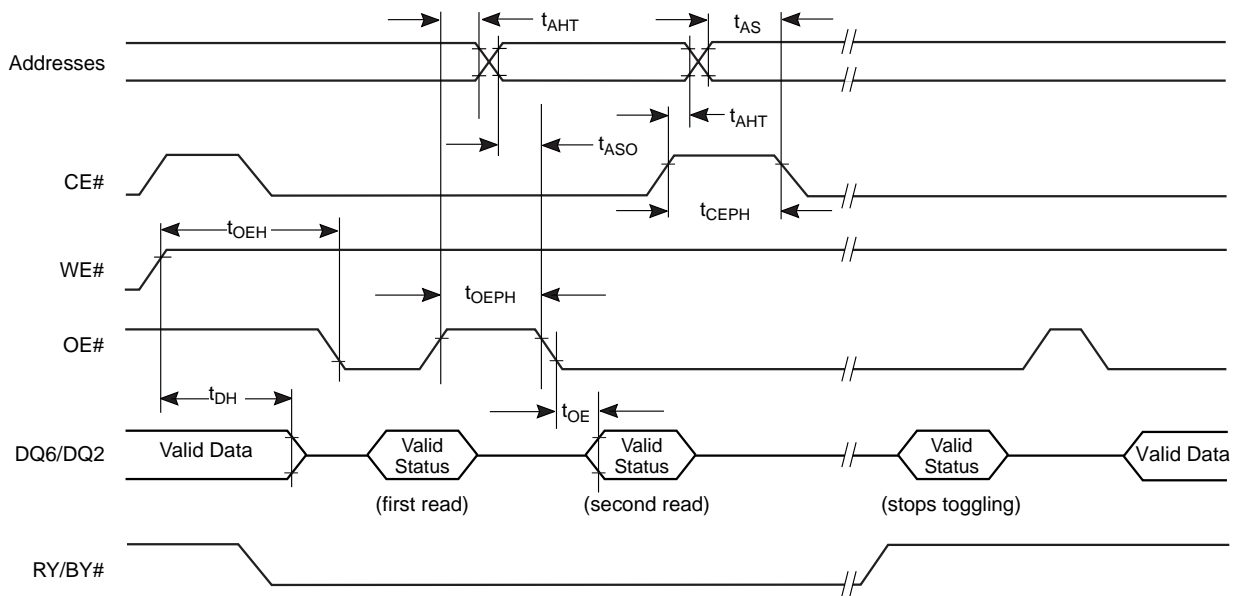 tAHT
tAS
Addresses
tAHT
tASO
CE#
tCEPH
tOEH
WE#
tOEPH
OE#
tDH
tOE
DQ6/DQ2
Valid Data
Valid
Status
Valid
Status
Valid
Status
Valid Data
(first read)
(second read)
(stops toggling)
RY/BY#